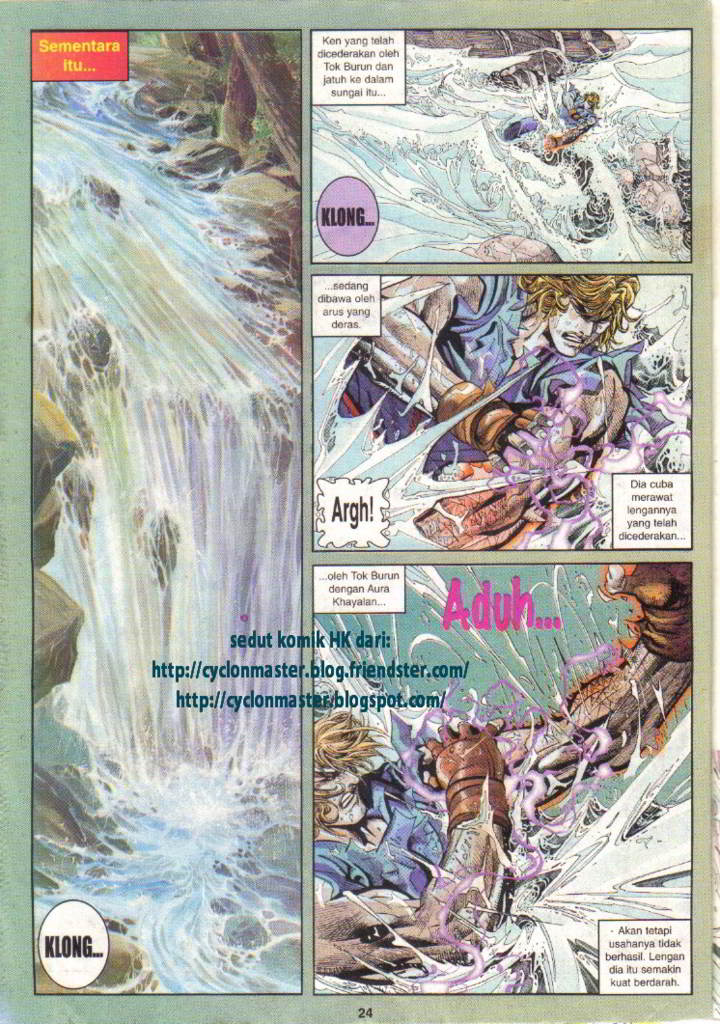 Sementara
itu...
KLONG...
Ken yang telah
dicederakan oleh
Tok Burun dan
jatuh ke dalam
sungai itu...
KLONG...
...sedang
dibawa oleh
arus yang
deras.
Argh!
Dia cuba
merawat
lengannya
yang telah
dicederakan...
...oleh Tok Burun
dengan Aura
Khayalan...
Aduh...
sedut komik HK dari:
http://cyclonmaster.blog.friendster.com/
http://cyclonmaster.blogspot.com/
- Akan tetapi
usahanya tidak
berhasil. Lengan
dia itu semakin
kuat berdarah.
24